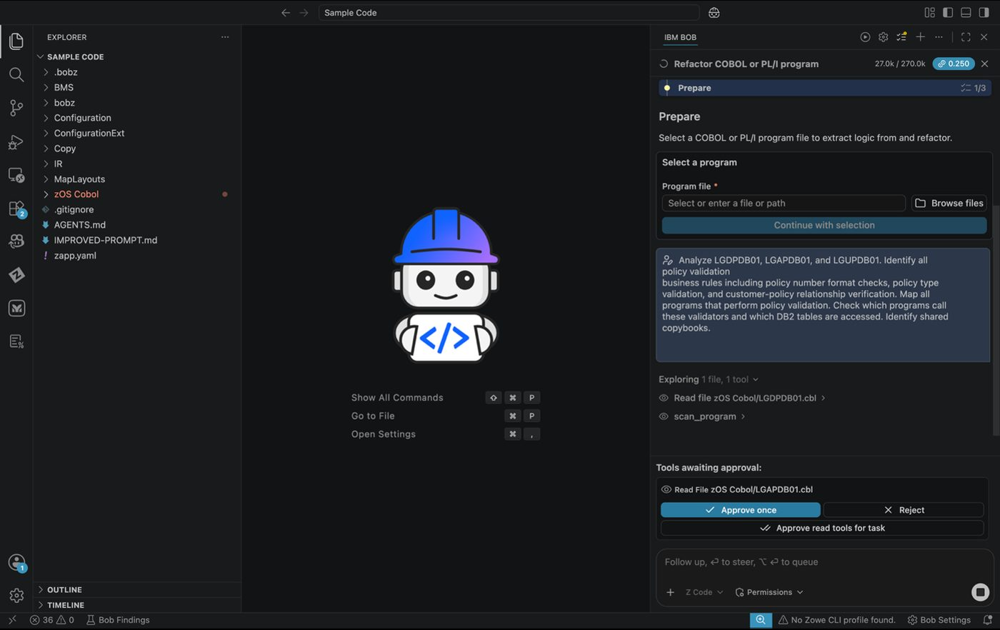 Sample Code
EXPLORER
SAMPLE CODE
.bobz
BMS
bobz
Configuration
ConfigurationExt
Copy
IR
MapLayouts
zOS Cobol
.gitignore
AGENTS.md
IMPROVED-PROMPT.md
! zapp.yaml
OUTLINE
TIMELINE
2
1
</>
Show All Commands ⇧ ⌘ P
Go to File ⌘ P
Open Settings ⌘ ,
IBM BOB
Refactor COBOL or PL/I program 27.0k / 270.0k 0.250
Prepare 1/3
Prepare
Select a COBOL or PL/I program file to extract logic from and refactor.
Select a program
Program file *
Select or enter a file or path Browse files
Continue with selection
Analyze LGDPDB01, LGAPDB01, and LGUPDB01. Identify all
policy validation
business rules including policy number format checks, policy type
validation, and customer-policy relationship verification. Map all
programs that perform policy validation. Check which programs call
these validators and which DB2 tables are accessed. Identify shared
copybooks.
Exploring 1 file, 1 tool
Read file zOS Cobol/LGDPDB01.cbl
scan_program
Tools awaiting approval:
Read File zOS Cobol/LGAPDB01.cbl
Approve once Reject
Approve read tools for task
Follow up, ⏎ to steer, ⌥ ⏎ to queue
Z Code Permissions
36 0 Bob Findings No Zowe CLI profile found. Bob Settings